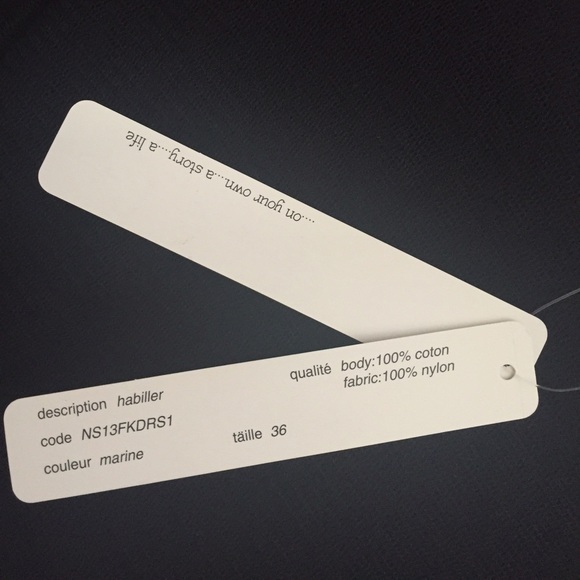 ....on your own...a story....a life
description habiller
code NS13FKDRS1
couleur marine
täille 36
qualité body:100% coton
fabric:100% nylon